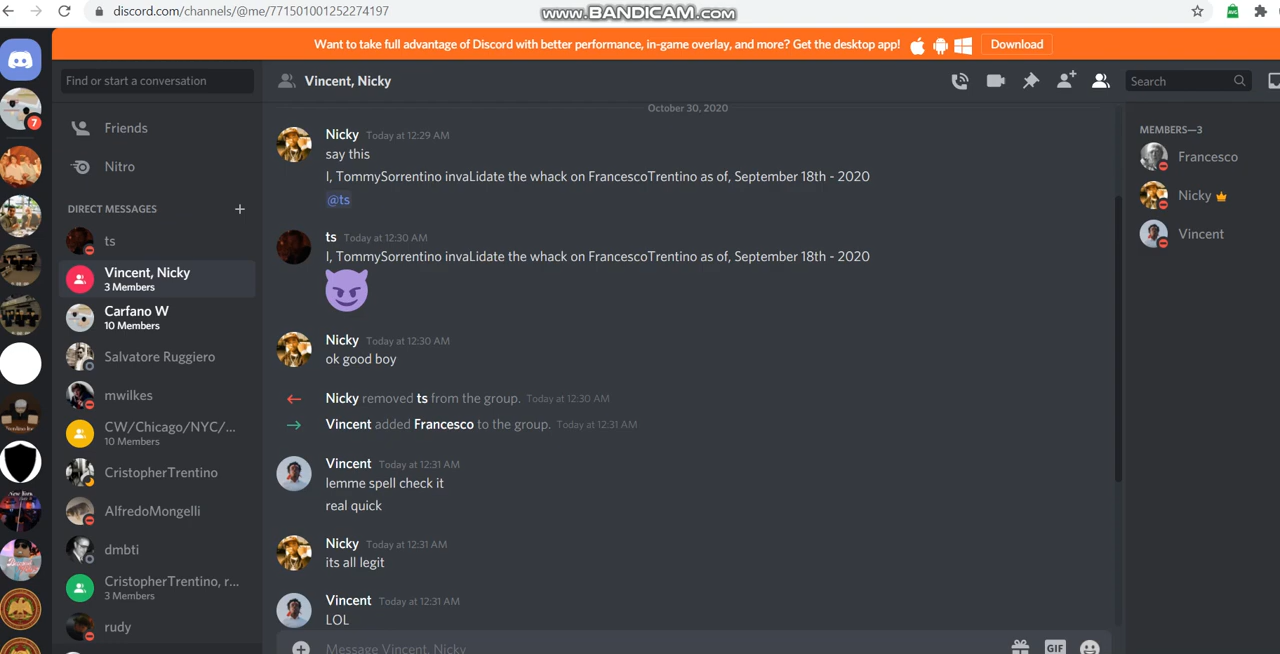 discord.com/channels/@me/771501001252274197
www.BANDICAM.com
Want to take full advantage of Discord with better performance, in-game overlay, and more? Get the desktop app!
Download
Find or start a conversation
Vincent, Nicky
Search
7
Friends
Nitro
DIRECT MESSAGES
ts
Vincent, Nicky
3 Members
Carfano W
10 Members
Salvatore Ruggiero
mwilkes
CW/Chicago/NYC/...
10 Members
CristopherTrentino
AlfredoMongelli
dmbti
CristopherTrentino, r...
3 Members
rudy
October 30, 2020
Nicky Today at 12:29 AM
say this
I, TommySorrentino invaLidate the whack on FrancescoTrentino as of, September 18th - 2020
@ts
ts Today at 12:30 AM
I, TommySorrentino invaLidate the whack on FrancescoTrentino as of, September 18th - 2020
Nicky Today at 12:30 AM
ok good boy
Nicky removed ts from the group. Today at 12:30 AM
Vincent added Francesco to the group. Today at 12:31 AM
Vincent Today at 12:31 AM
lemme spell check it
real quick
Nicky Today at 12:31 AM
its all legit
Vincent Today at 12:31 AM
LOL
Message Vincent, Nicky
GIF
MEMBERS—3
Francesco
Nicky
Vincent